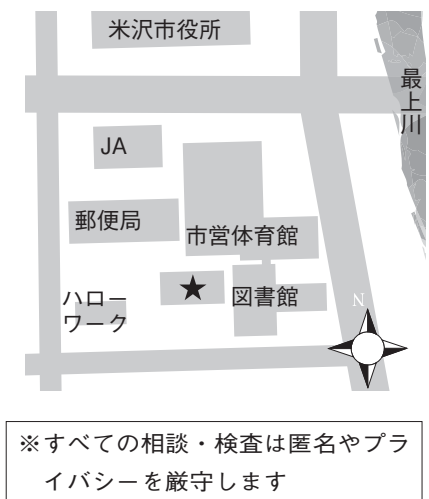 米沢市役所
最上川
JA
郵便局
市営体育館
ハロー
ワーク
★
図書館
N
※すべての相談・検査は匿名やプラ
イバシーを厳守します